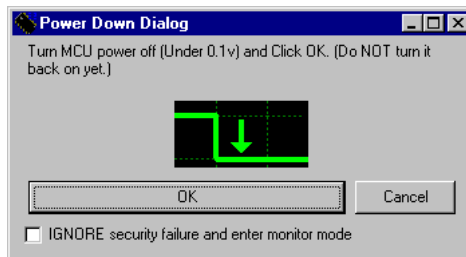 Power Down Dialog
Turn MCU power off (Under 0.1v) and Click OK. (Do NOT turn it
back on yet.)
OK
Cancel
IGNORE security failure and enter monitor mode